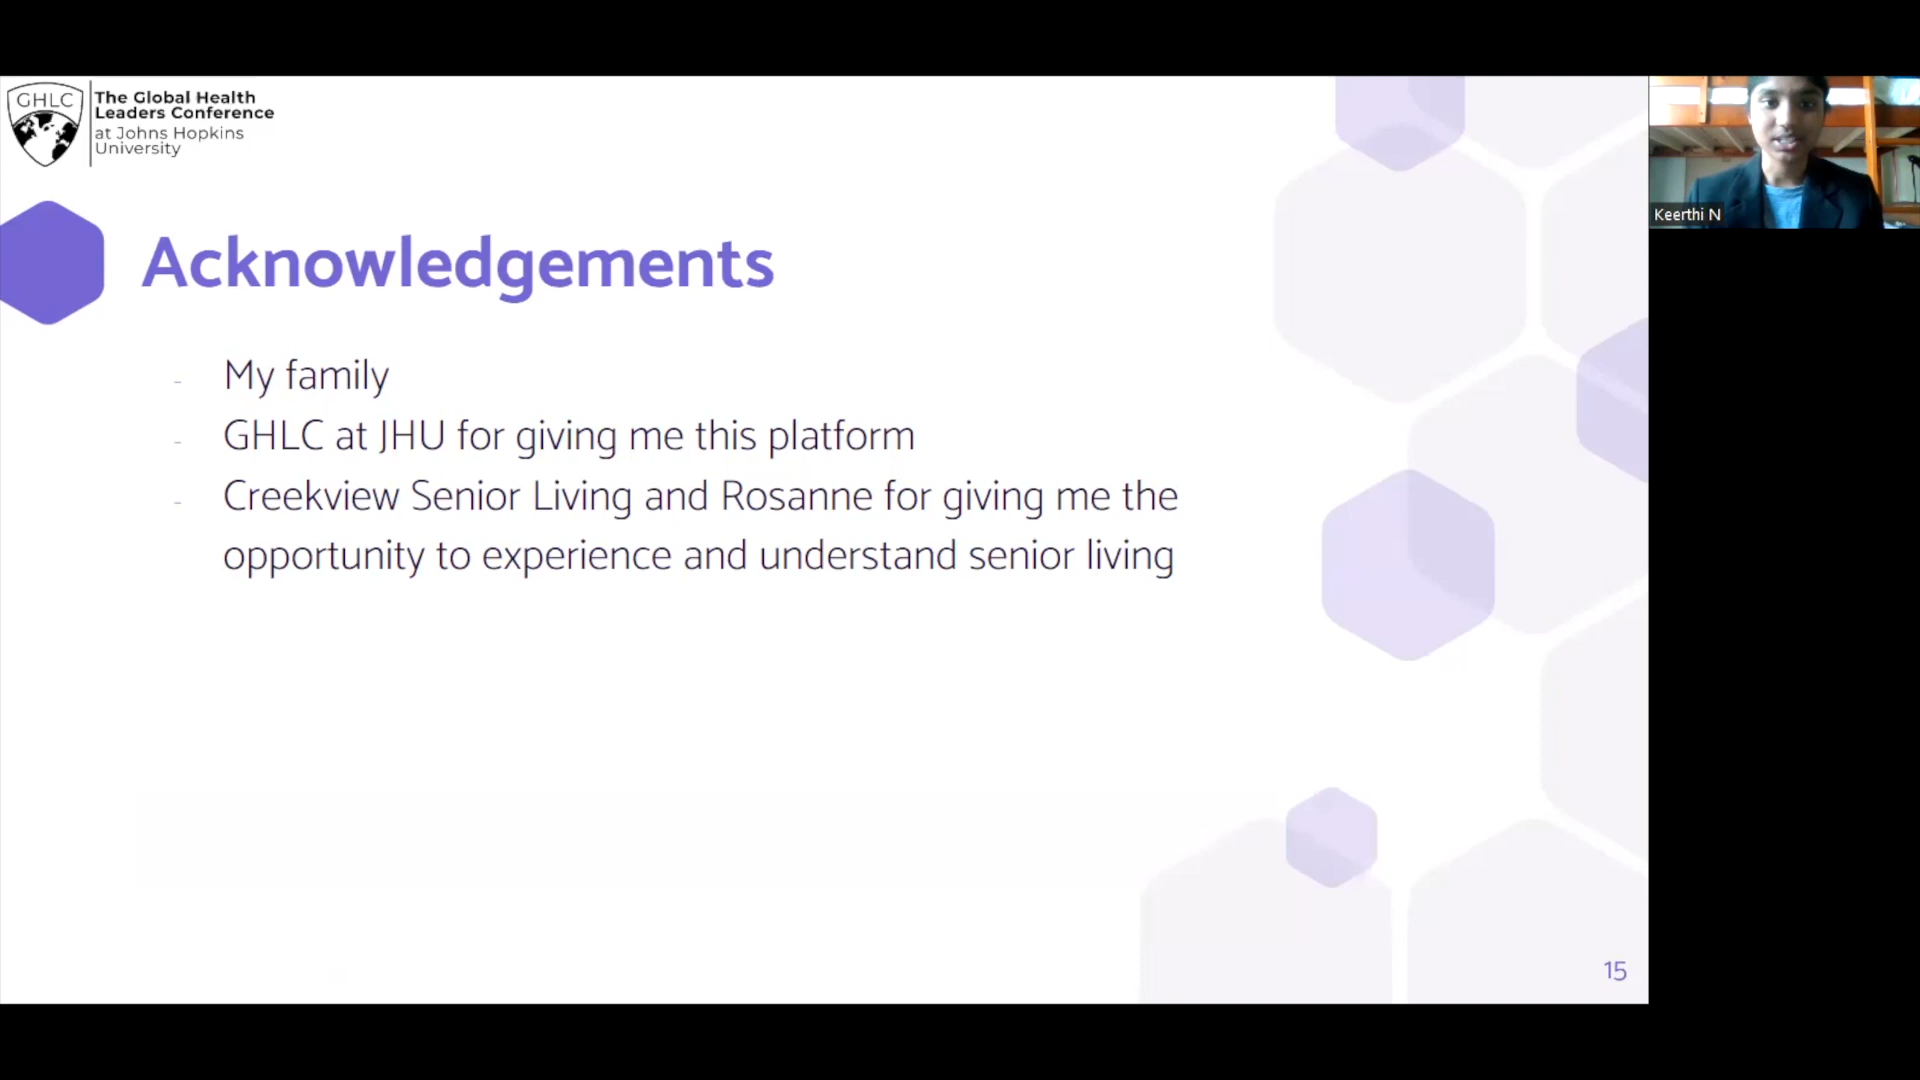 GHLC
The Global Health
Leaders Conference
at Johns Hopkins
University
Keerthi N
Acknowledgements
- My family
- GHLC at JHU for giving me this platform
- Creekview Senior Living and Rosanne for giving me the
opportunity to experience and understand senior living
15